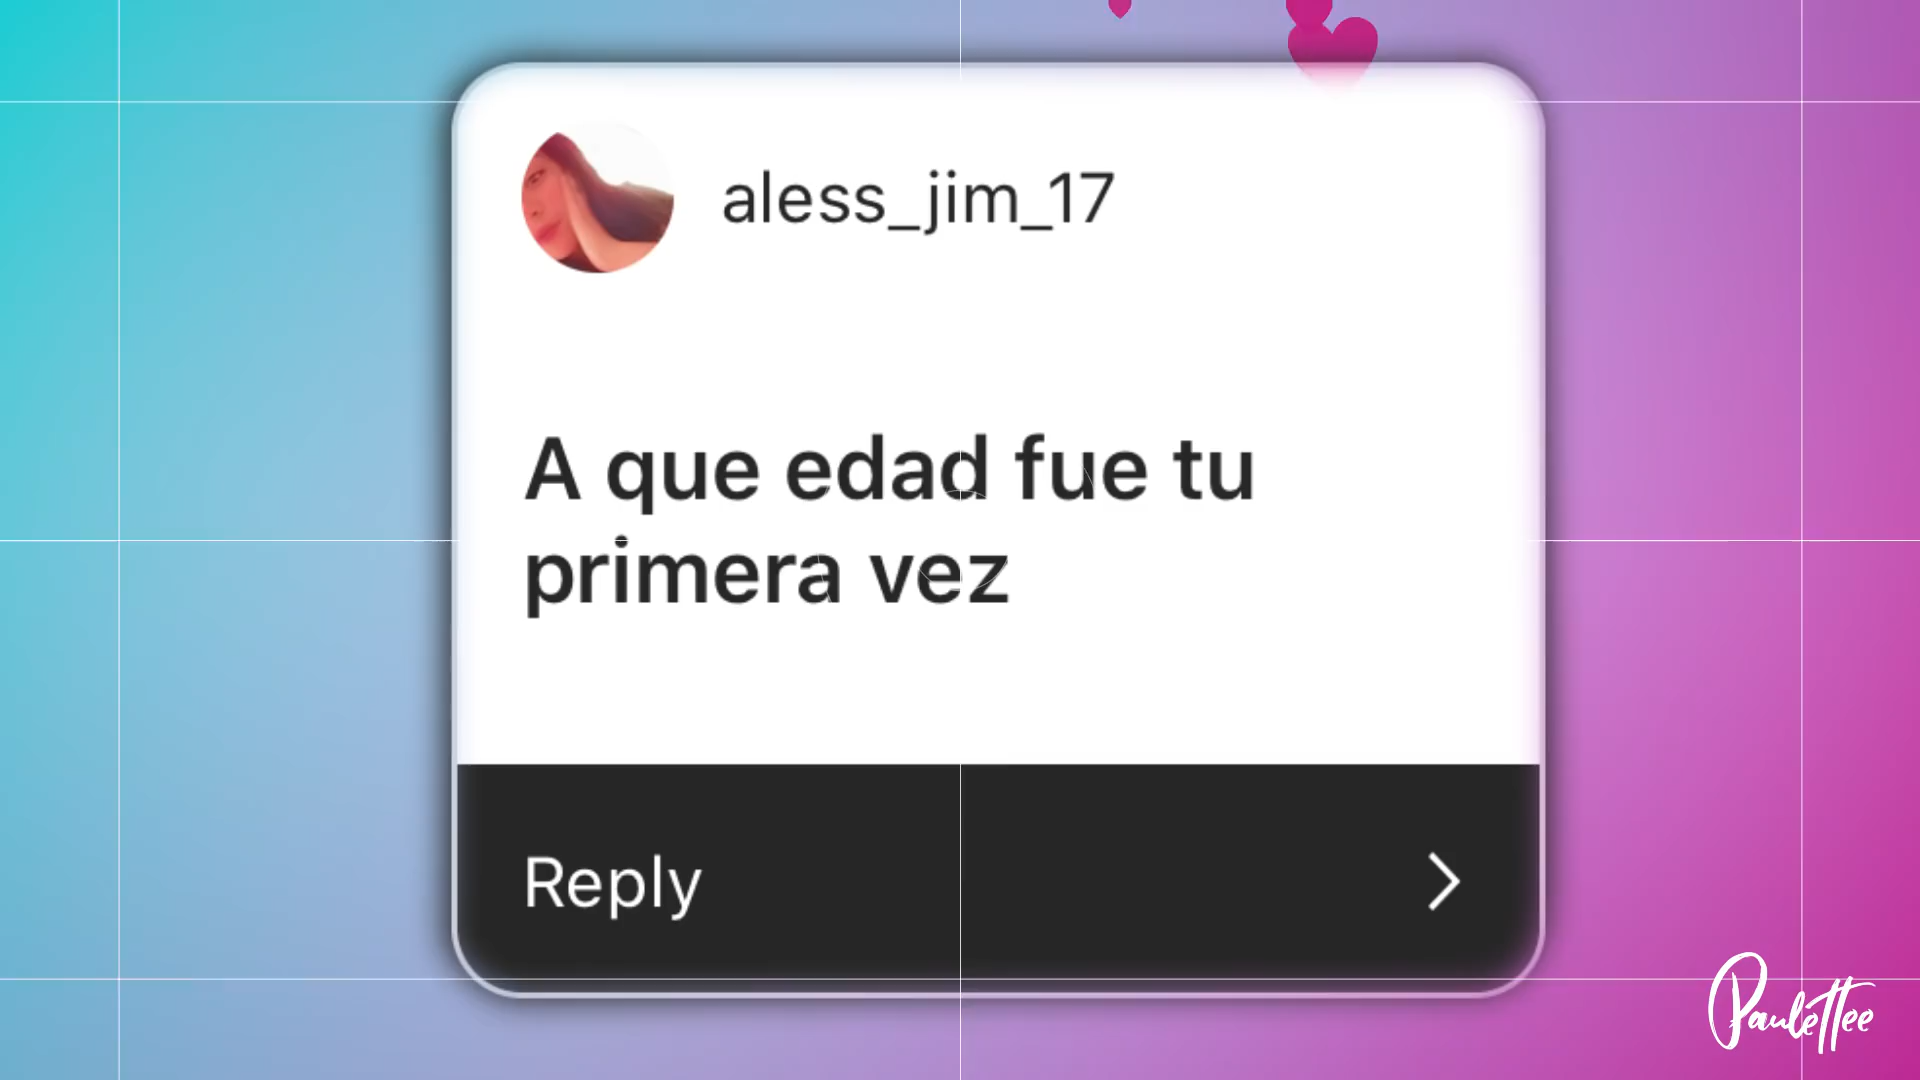 aless_jim_17
A que edad fue tu
primera vez
Reply
Paulettee